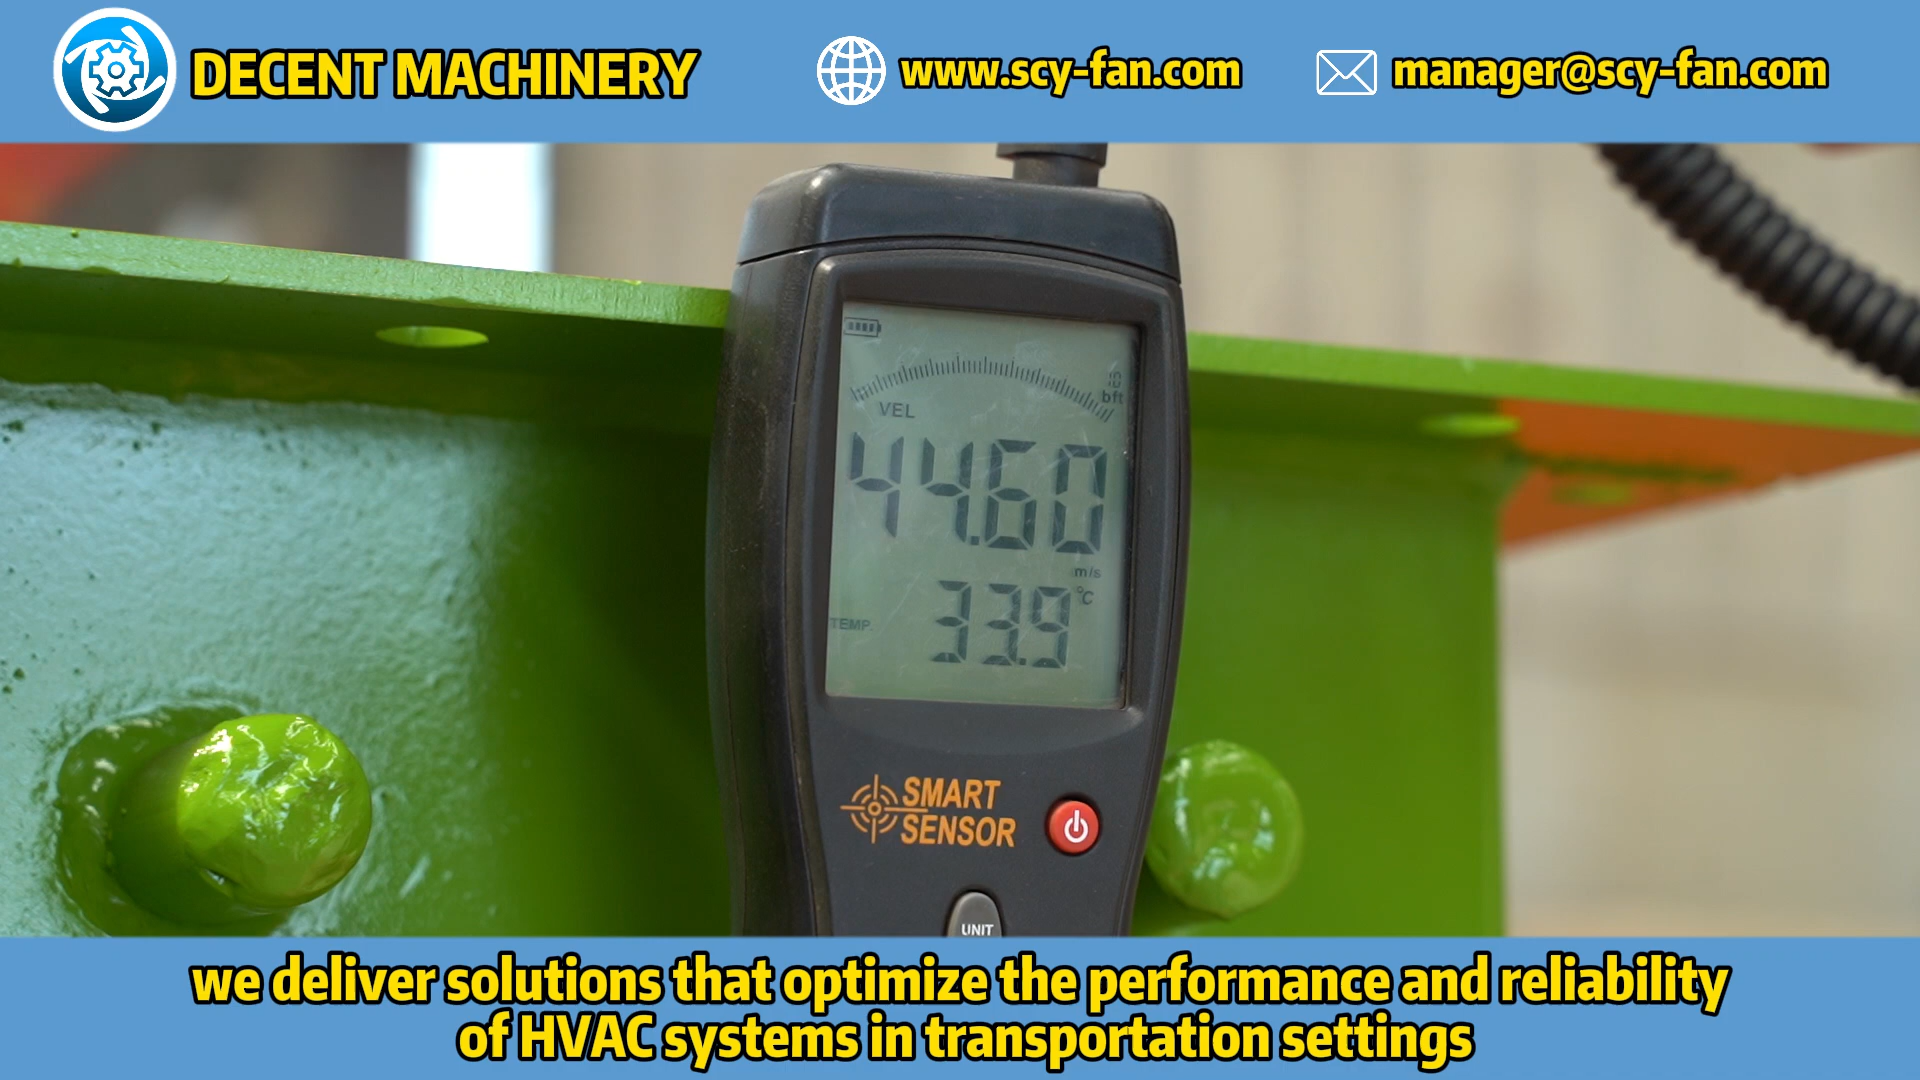 DECENT MACHINERY
www.scy-fan.com
manager@scy-fan.com
bft
VEL
44.60
m/s
33.9
°C
TEMP.
SMART
SENSOR
UNIT
we deliver solutions that optimize the performance and reliability
of HVAC systems in transportation settings